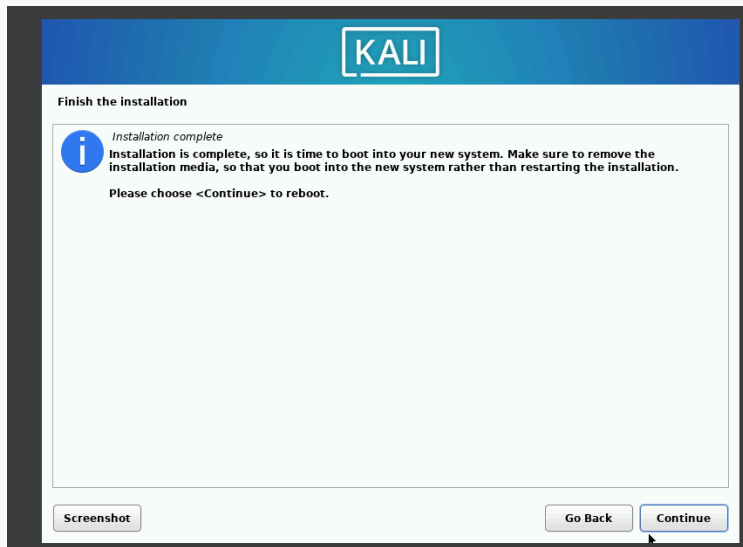 KALI
Finish the installation
Installation complete
Installation is complete, so it is time to boot into your new system. Make sure to remove the
installation media, so that you boot into the new system rather than restarting the installation.
Please choose <Continue> to reboot.
Screenshot
Go Back
Continue